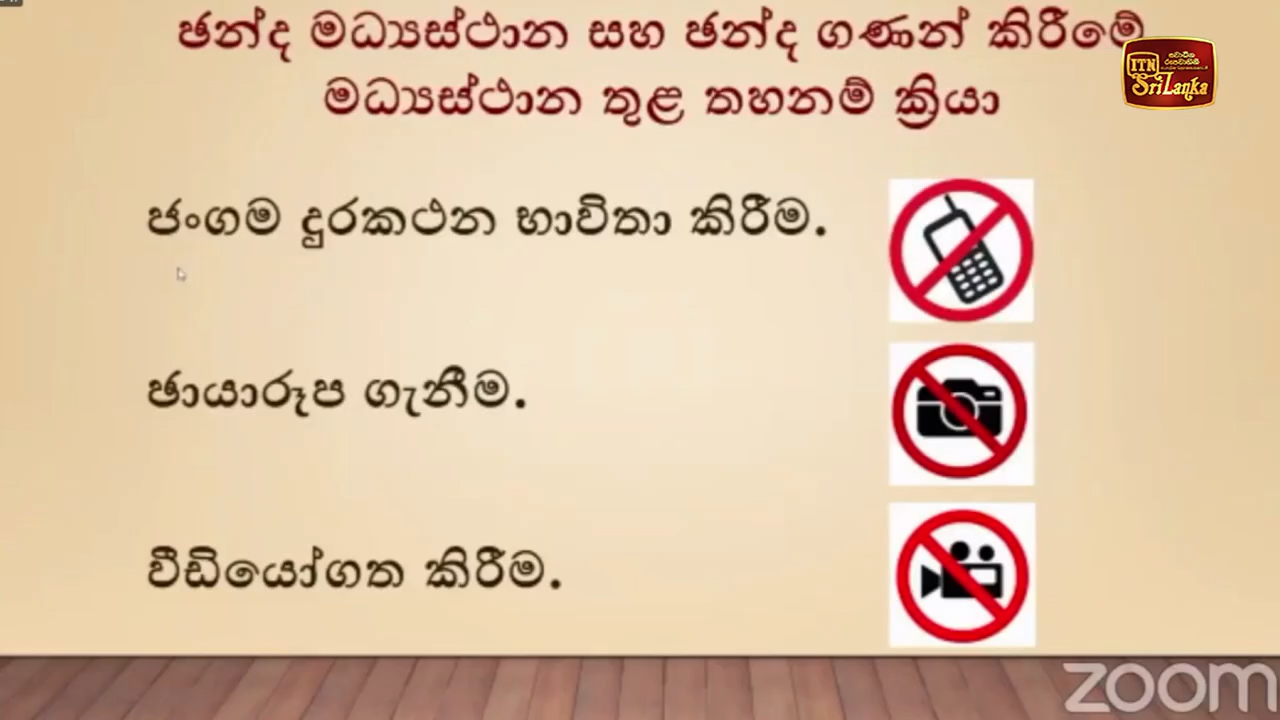 ඡන්ද මධ්‍යස්ථාන සහ ඡන්ද ගණන් කිරීමේ
මධ්‍යස්ථාන තුළ තහනම් ක්‍රියා
ITN
SriLanka
ජංගම දුරකථන භාවිතා කිරීම.
ඡායාරූප ගැනීම.
වීඩියෝගත කිරීම.
zoom